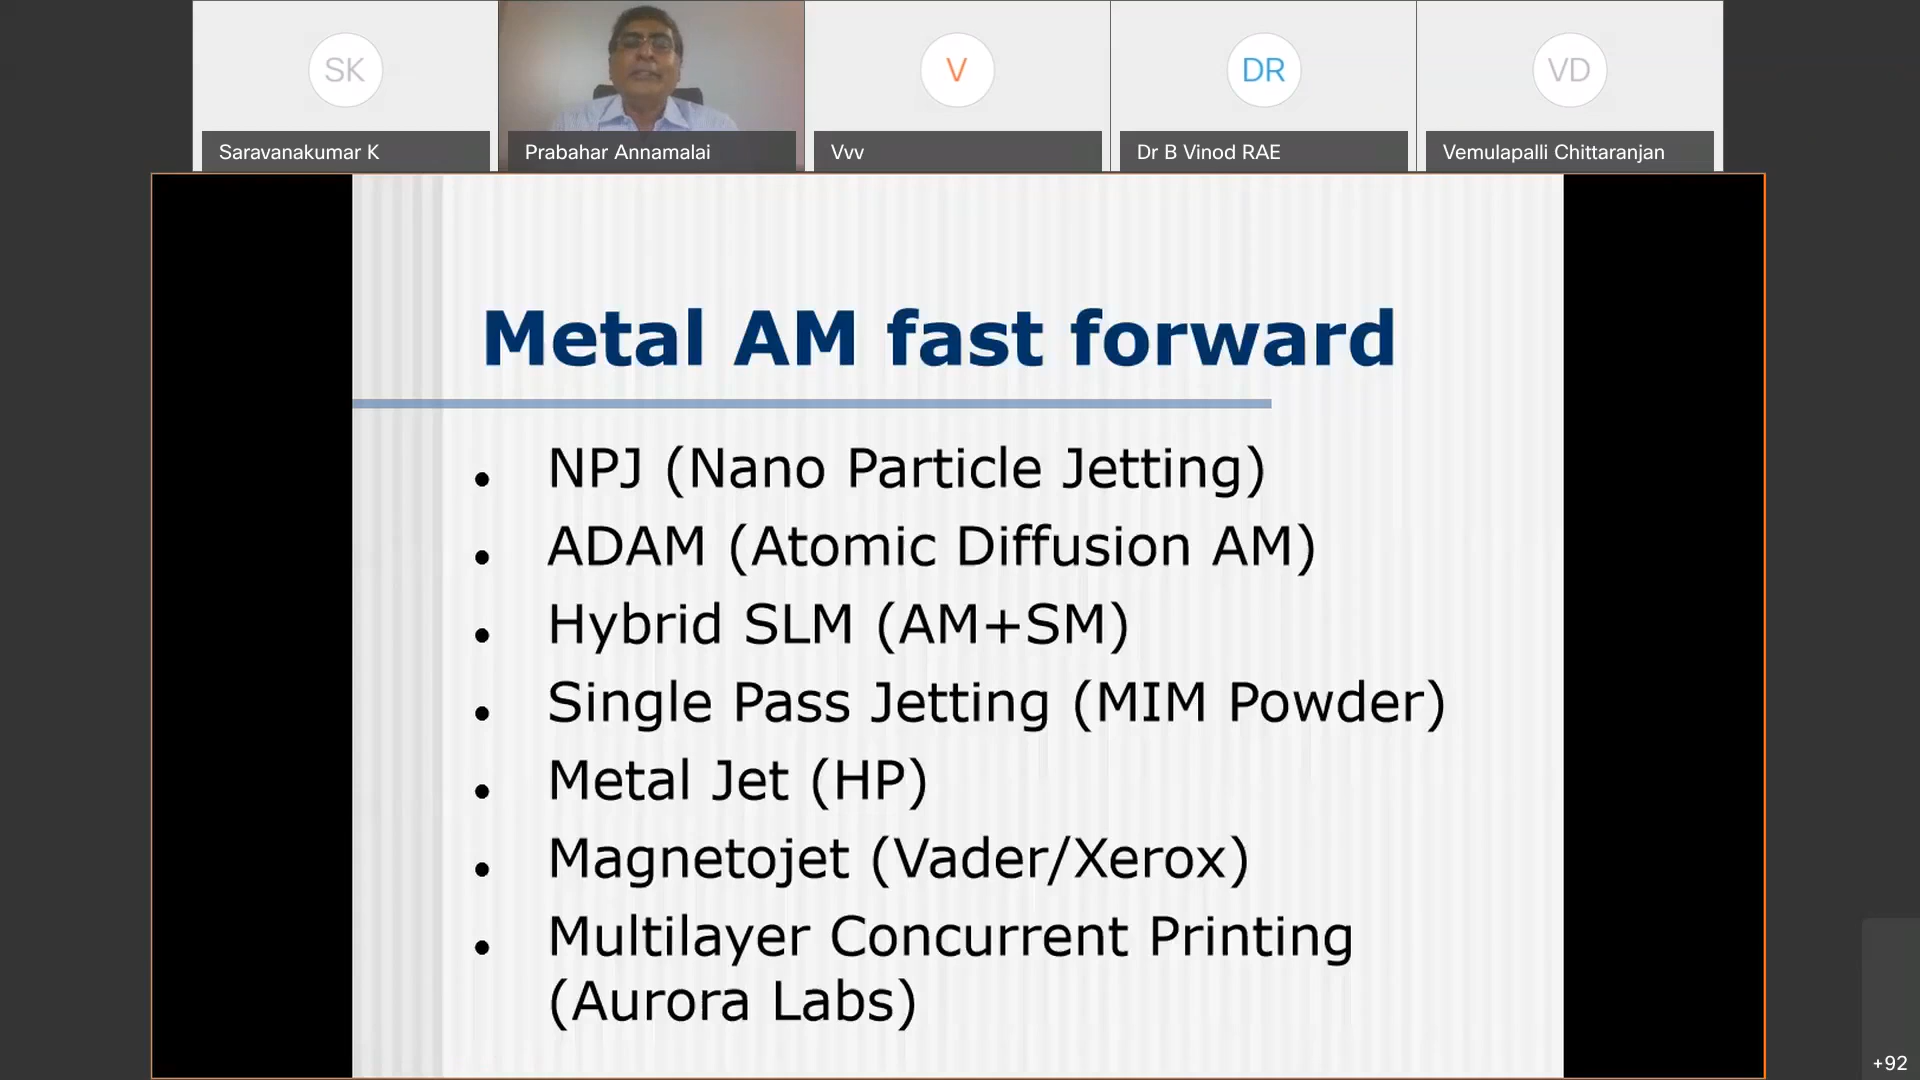 SK
V
DR
VD
Saravanakumar K
Prabahar Annamalai
Vvv
Dr B Vinod RAE
Vemulapalli Chittaranjan
Metal AM fast forward
• NPJ (Nano Particle Jetting)
• ADAM (Atomic Diffusion AM)
• Hybrid SLM (AM+SM)
• Single Pass Jetting (MIM Powder)
• Metal Jet (HP)
• Magnetojet (Vader/Xerox)
• Multilayer Concurrent Printing
(Aurora Labs)
+92